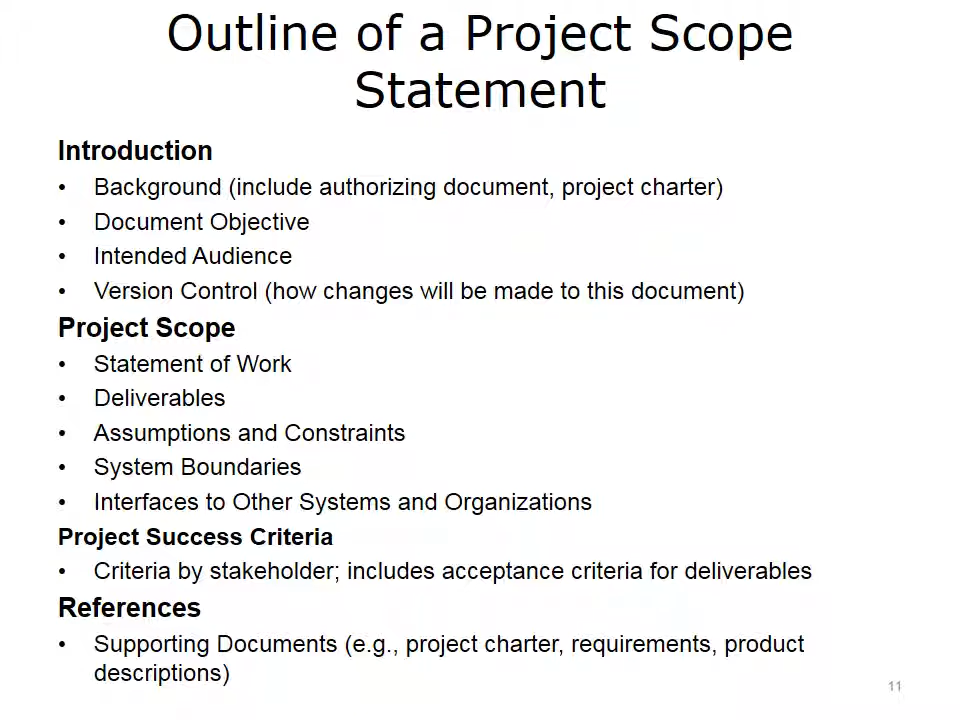 Outline of a Project Scope
Statement
Introduction
• Background (include authorizing document, project charter)
• Document Objective
• Intended Audience
• Version Control (how changes will be made to this document)
Project Scope
• Statement of Work
• Deliverables
• Assumptions and Constraints
• System Boundaries
• Interfaces to Other Systems and Organizations
Project Success Criteria
• Criteria by stakeholder; includes acceptance criteria for deliverables
References
• Supporting Documents (e.g., project charter, requirements, product
descriptions)
11